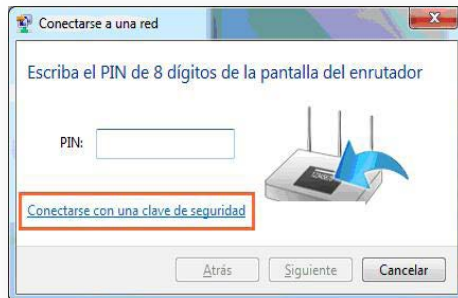 Conectarse a una red
Escriba el PIN de 8 dígitos de la pantalla del enrutador
PIN:
Conectarse con una clave de seguridad
Atrás
Siguiente
Cancelar